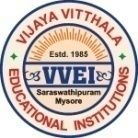 VIJAYA VITTHALA
Estd. 1985
VVEI
Saraswathipuram
Mysore
EDUCATIONAL INSTITUTIONS